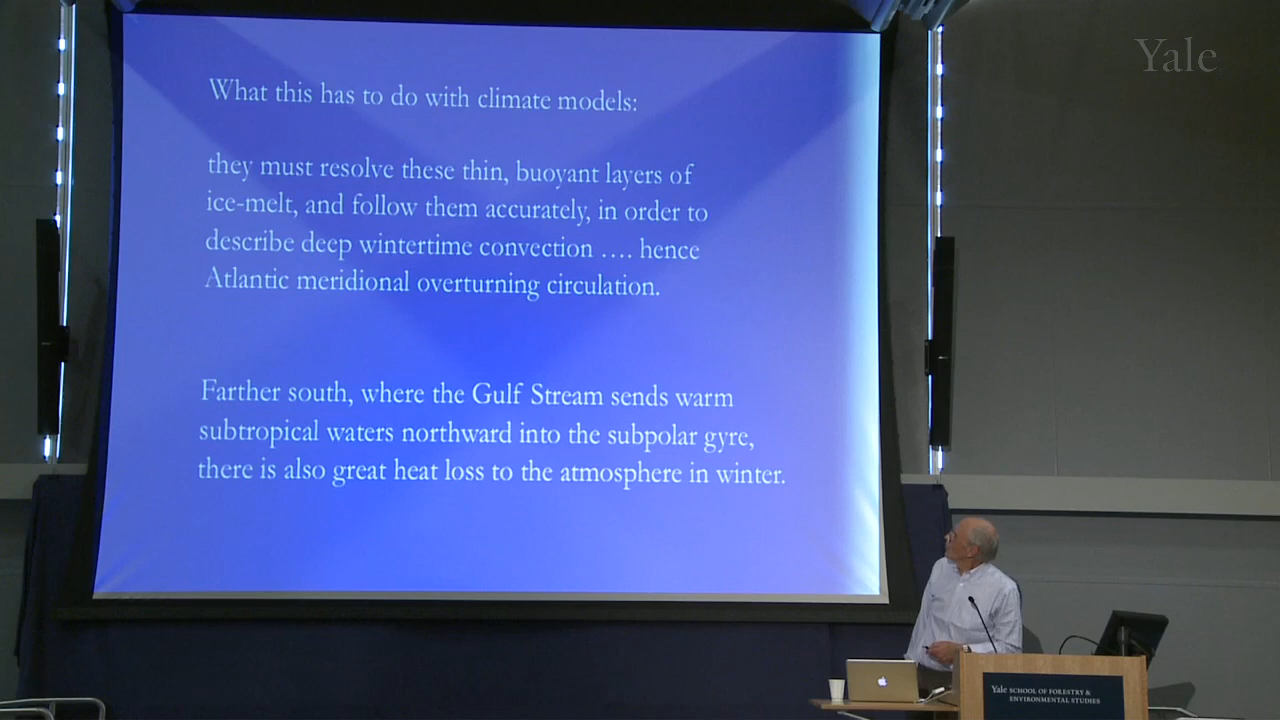 Yale
What this has to do with climate models:
they must resolve these thin, buoyant layers of
ice-melt, and follow them accurately, in order to
describe deep wintertime convection …. hence
Atlantic meridional overturning circulation.
Farther south, where the Gulf Stream sends warm
subtropical waters northward into the subpolar gyre,
there is also great heat loss to the atmosphere in winter.
Yale SCHOOL OF FORESTRY &
ENVIRONMENTAL STUDIES